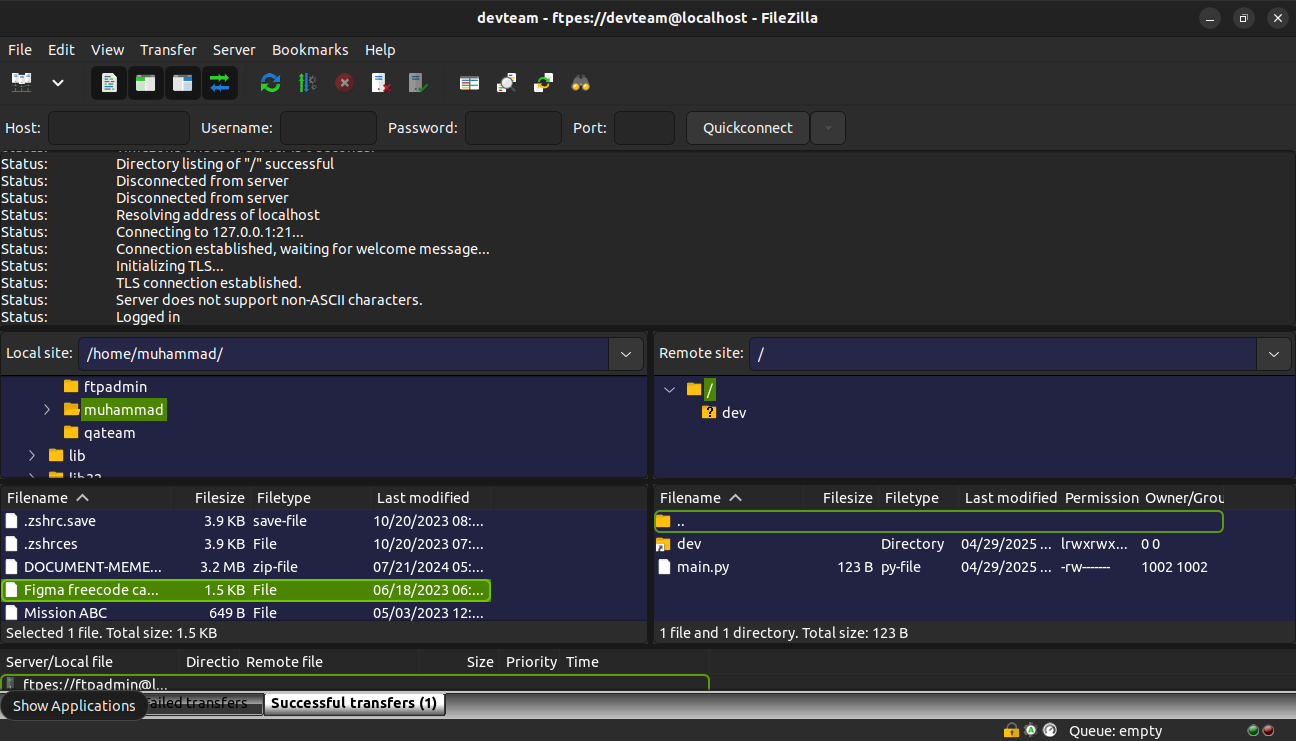 devteam - ftpes://devteam@localhost - FileZilla
File Edit View Transfer Server Bookmarks Help
Host: Username: Password: Port: Quickconnect
Status: Directory listing of "/" successful
Status: Disconnected from server
Status: Disconnected from server
Status: Resolving address of localhost
Status: Connecting to 127.0.0.1:21...
Status: Connection established, waiting for welcome message...
Status: Initializing TLS...
Status: TLS connection established.
Status: Server does not support non-ASCII characters.
Status: Logged in
Local site: /home/muhammad/
ftpadmin
muhammad
qateam
lib
lib32
Remote site: /
/
dev
Filename Filesize Filetype Last modified
.zshrc.save 3.9 KB save-file 10/20/2023 08:...
.zshrces 3.9 KB File 10/20/2023 07:...
DOCUMENT-MEME... 3.2 MB zip-file 07/21/2024 05:...
Figma freecode ca... 1.5 KB File 06/18/2023 06:...
Mission ABC 649 B File 05/03/2023 12:...
Selected 1 file. Total size: 1.5 KB
Filename Filesize Filetype Last modified Permission Owner/Grou
..
dev Directory 04/29/2025 ... lrwxrwx... 0 0
main.py 123 B py-file 04/29/2025 ... -rw------- 1002 1002
1 file and 1 directory. Total size: 123 B
Server/Local file Directio Remote file Size Priority Time
ftpes://ftpadmin@l...
Show Applications
Failed transfers Successful transfers (1)
Queue: empty